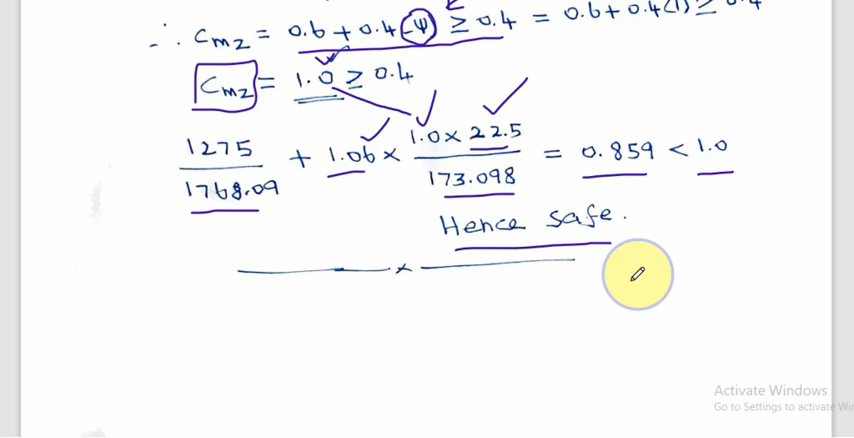 ∴ Cmz = 0.6 + 0.4 ψ ≥ 0.4 = 0.6 + 0.4(1) ≥ 0.4
Cmz = 1.0 ≥ 0.4
1275/1768.09 + 1.06 × 1.0 × 22.5/173.098 = 0.859 < 1.0
Hence safe.
Activate Windows
Go to Settings to activate Wi